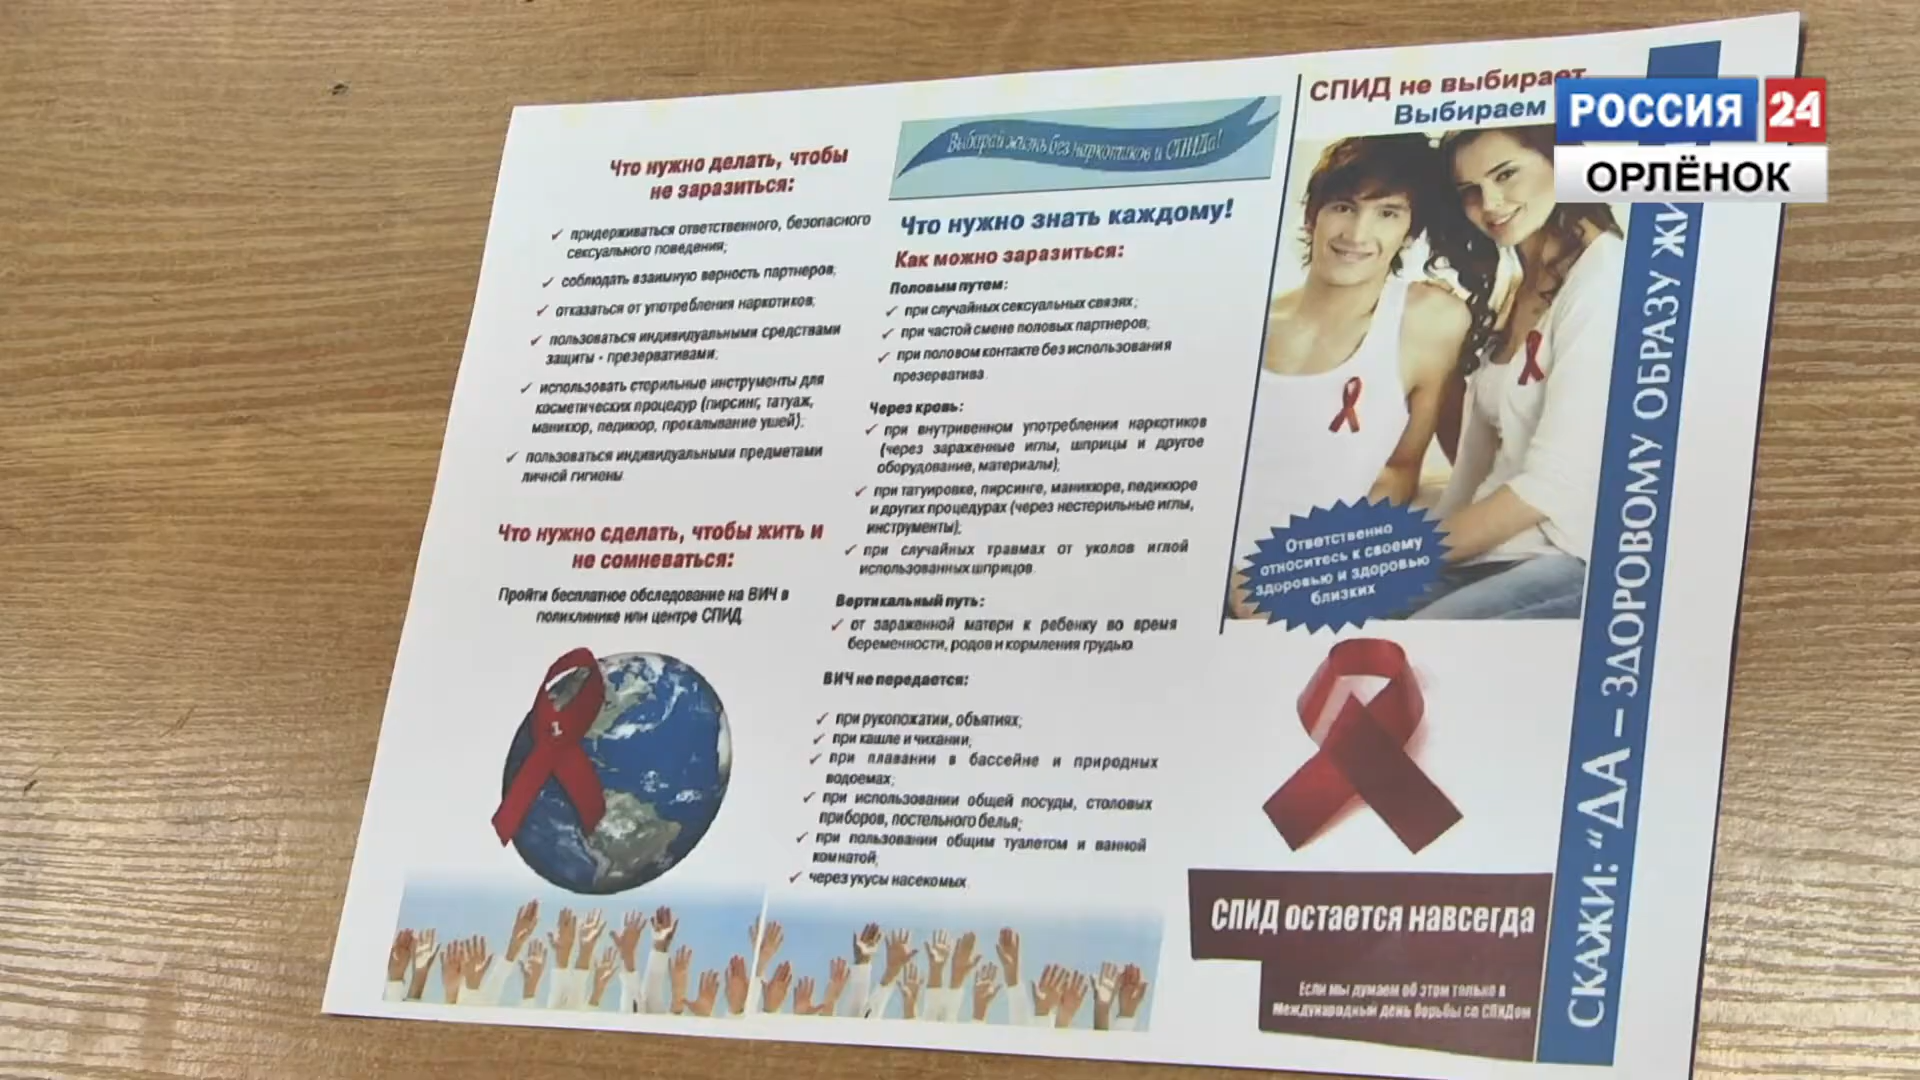 Что нужно делать, чтобы
не заразиться:
✓ придерживаться ответственного, безопасного
сексуального поведения;
✓ соблюдать взаимную верность партнеров;
✓ отказаться от употребления наркотиков;
✓ пользоваться индивидуальными средствами
защиты - презервативами;
✓ использовать стерильные инструменты для
косметических процедур (пирсинг, татуаж,
маникюр, педикюр, прокалывание ушей);
✓ пользоваться индивидуальными предметами
личной гигиены.
Что нужно сделать, чтобы жить и
не сомневаться:
Пройти бесплатное обследование на ВИЧ в
поликлинике или центре СПИД.
1
Выбирай жизнь без наркотиков и СПИДа!
Что нужно знать каждому!
Как можно заразиться:
Половым путем:
✓ при случайных сексуальных связях;
✓ при частой смене половых партнеров;
✓ при половом контакте без использования
презерватива.
Через кровь:
✓ при внутривенном употреблении наркотиков
(через зараженные иглы, шприцы и другое
оборудование, материалы);
✓ при татуировке, пирсинге, маникюре, педикюре
и других процедурах (через нестерильные иглы,
инструменты);
✓ при случайных травмах от уколов иглой
использованных шприцов.
Вертикальный путь:
✓ от зараженной матери к ребенку во время
беременности, родов и кормления грудью.
ВИЧ не передается:
✓ при рукопожатии, объятиях;
✓ при кашле и чихании;
✓ при плавании в бассейне и природных
водоемах;
✓ при использовании общей посуды, столовых
приборов, постельного белья;
✓ при пользовании общим туалетом и ванной
комнатой;
✓ через укусы насекомых.
СПИД не выбирает
Выбираем
Ответственно
относитесь к своему
здоровью и здоровью
близких
СПИД остается навсегда
Если мы думаем об этом только в
Международный день борьбы со СПИДом
СКАЖИ: “ДА – ЗДОРОВОМУ ОБРАЗУ ЖИ
РОССИЯ 24
ОРЛЁНОК